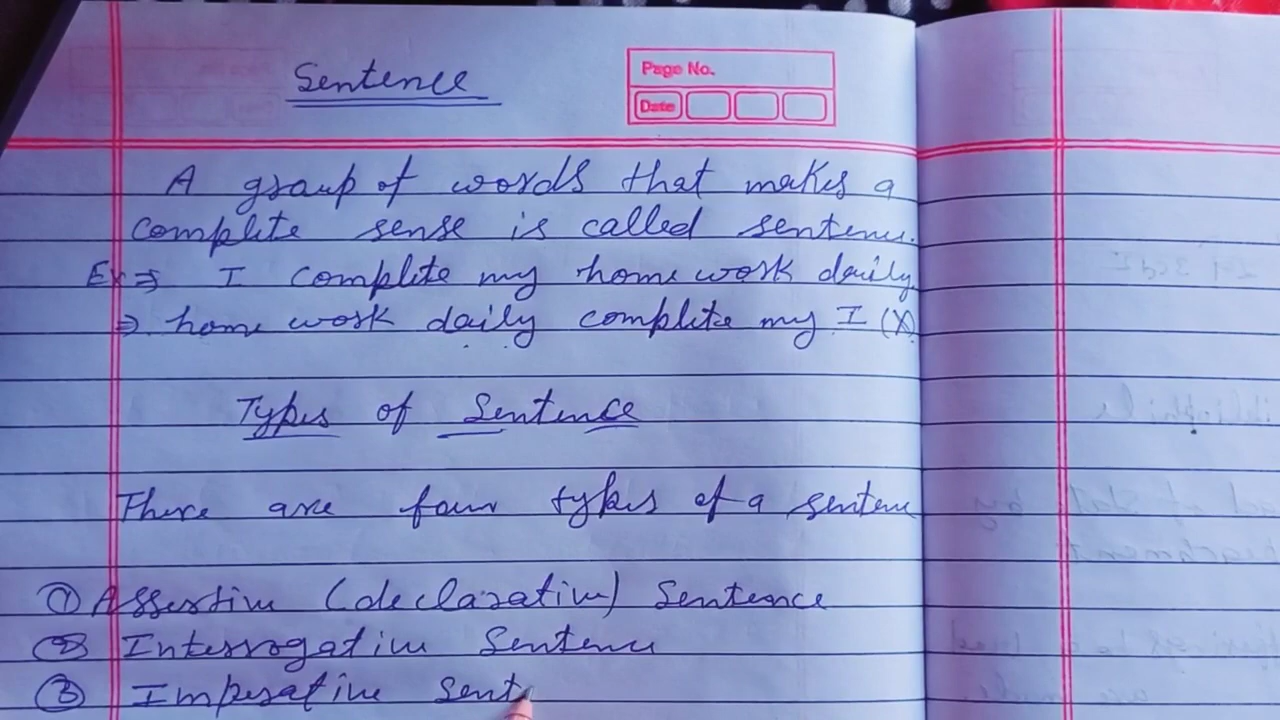 Sentence
Page No.
Date
A group of words that makes a
complete sense is called sentence.
Ex ⇒ I complete my home work daily.
⇒ home work daily complete my I (X)
Types of Sentence
There are four types of a sentence
① Assertive (declarative) Sentence
② Interrogative Sentence
③ Imperative Sent